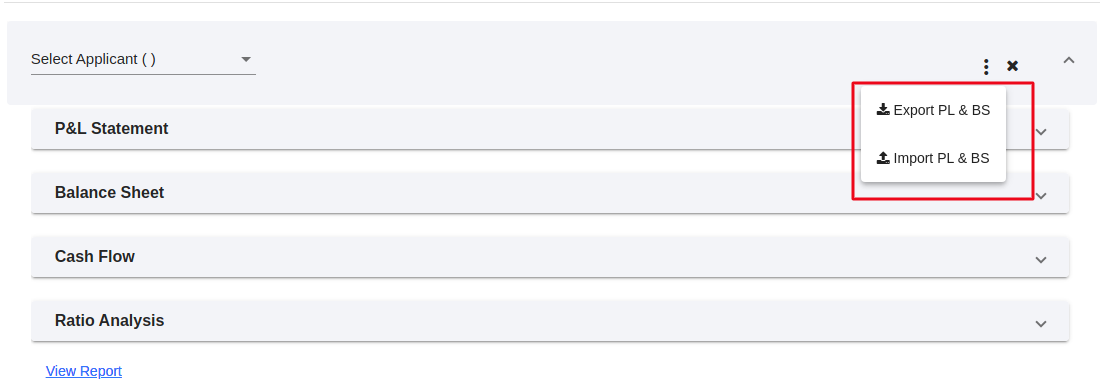 Select Applicant ( )
Export PL & BS
P&L Statement
Import PL & BS
Balance Sheet
Cash Flow
Ratio Analysis
View Report